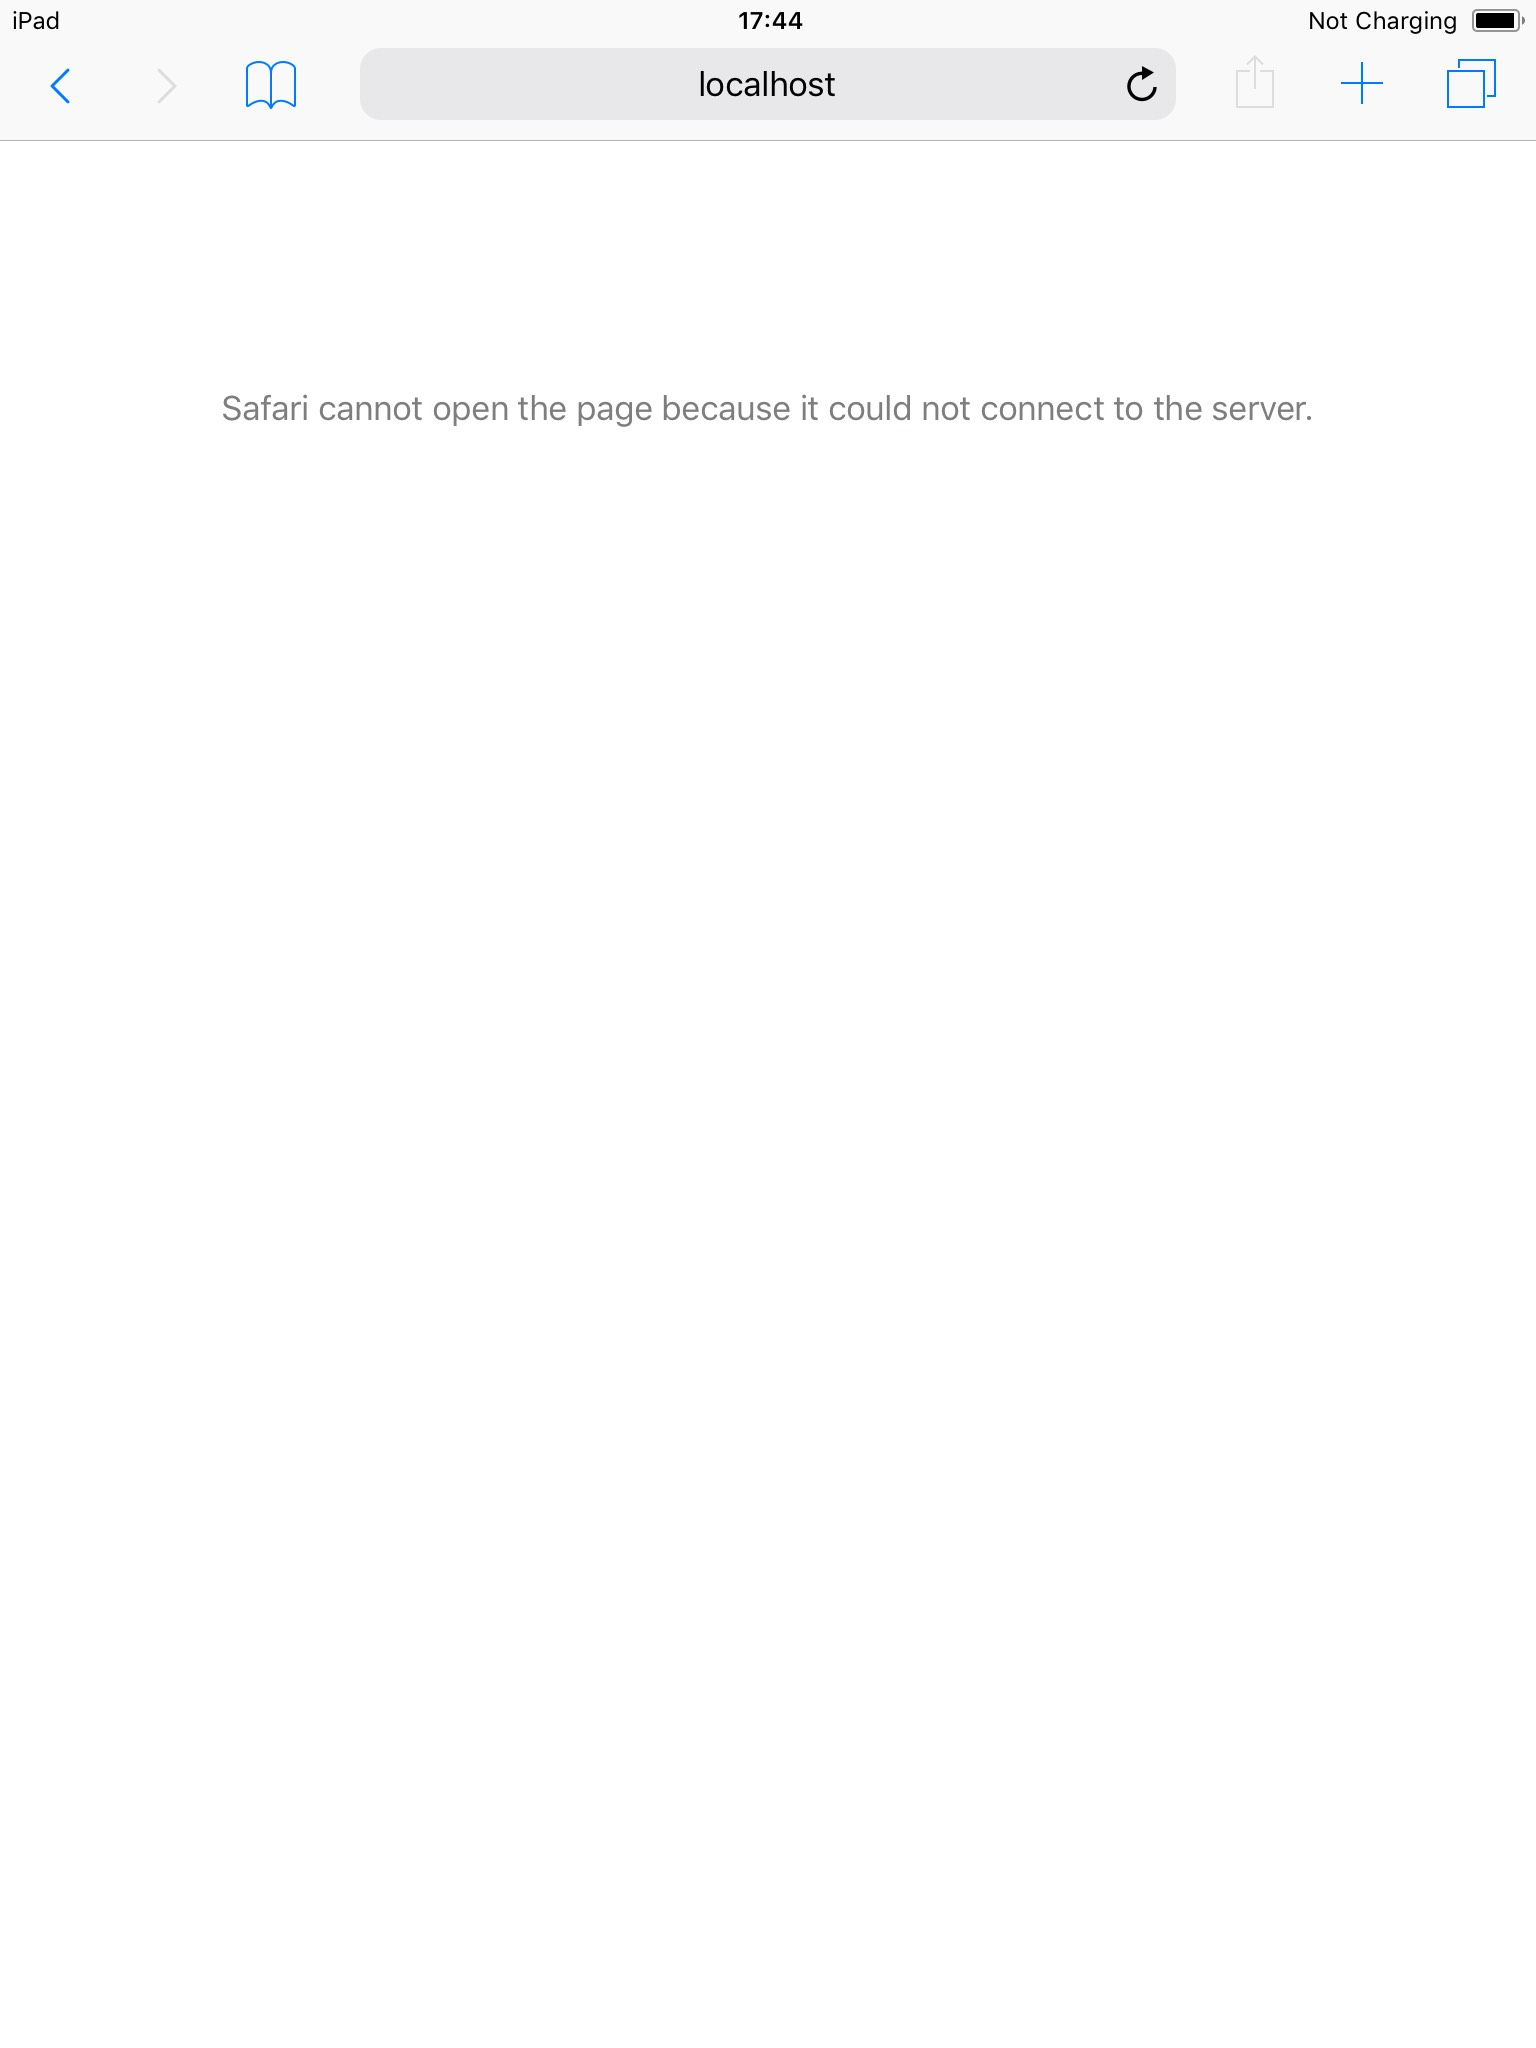 iPad 17:44 Not Charging
localhost
Safari cannot open the page because it could not connect to the server.